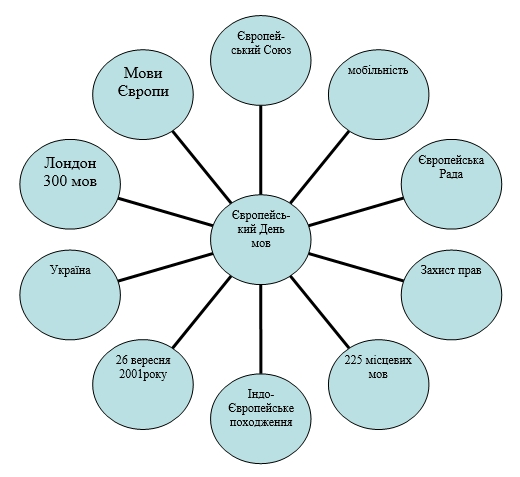 Європей-
ський Союз
Мови
Європи
мобільність
Лондон
300 мов
Європейська
Рада
Європейсь-
кий День
мов
Україна
Захист прав
26 вересня
2001року
225 місцевих
мов
Індо-
Європейське
походження